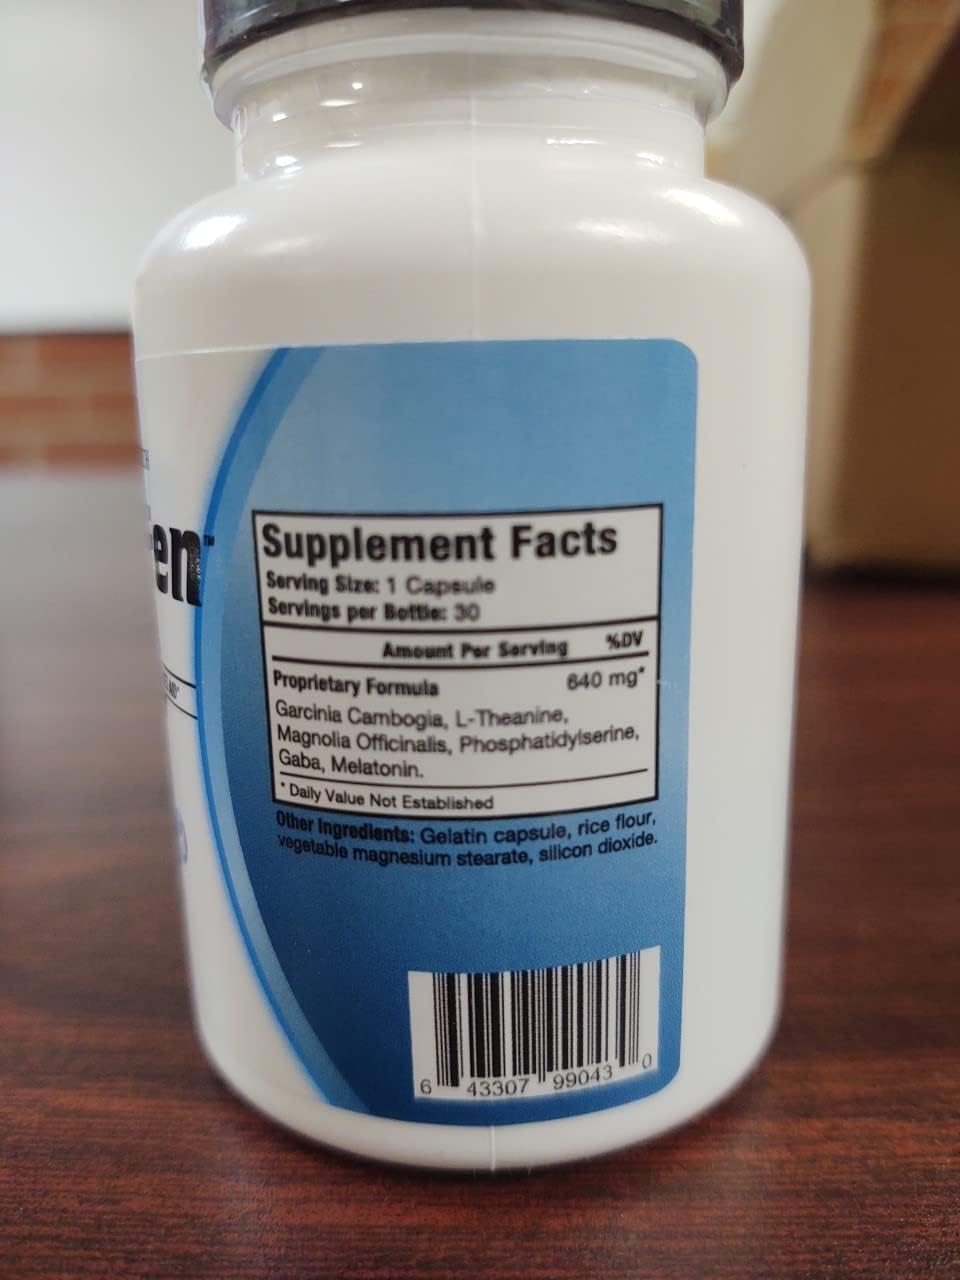 en™
Supplement Facts
Serving Size: 1 Capsule
Servings per Bottle: 30
Amount Per Serving %DV
Proprietary Formula 640 mg*
Garcinia Cambogia, L-Theanine,
Magnolia Officinalis, Phosphatidylserine,
Gaba, Melatonin.
* Daily Value Not Established
Other Ingredients: Gelatin capsule, rice flour,
vegetable magnesium stearate, silicon dioxide.
6 43307 99043 0